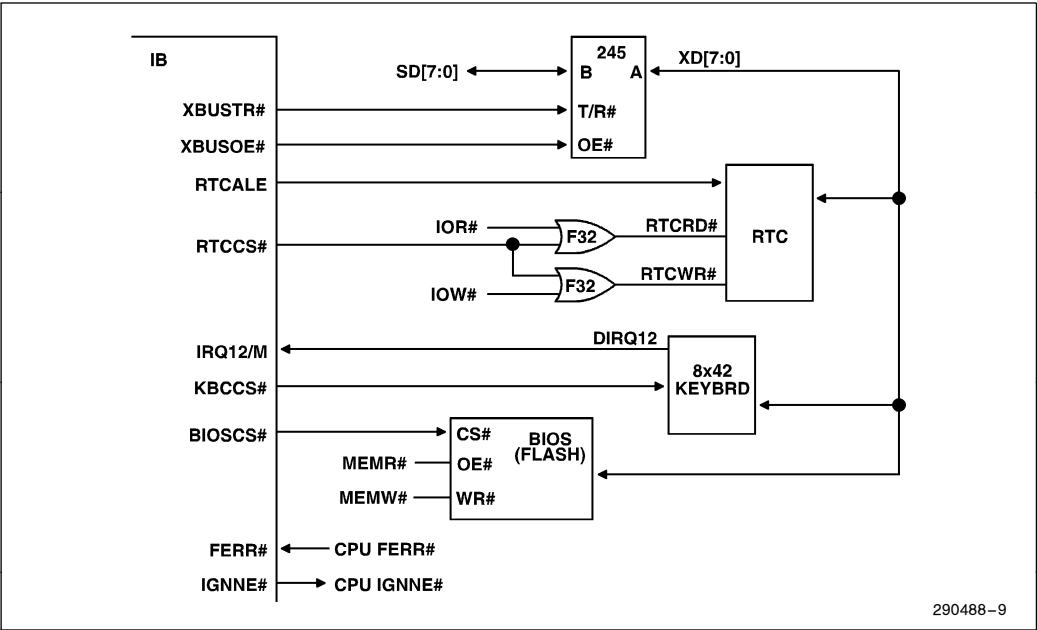 IB
245
SD[7:0]
B
A
XD[7:0]
XBUSTR#
T/R#
XBUSOE#
OE#
RTCALE
IOR#
F32
RTCRD#
RTC
RTCCS#
F32
RTCWR#
IOW#
DIRQ12
IRQ12/M
8x42
KEYBRD
KBCCS#
BIOSCS#
CS#
BIOS
(FLASH)
MEMR#
OE#
MEMW#
WR#
FERR#
CPU FERR#
IGNNE#
CPU IGNNE#
290488–9